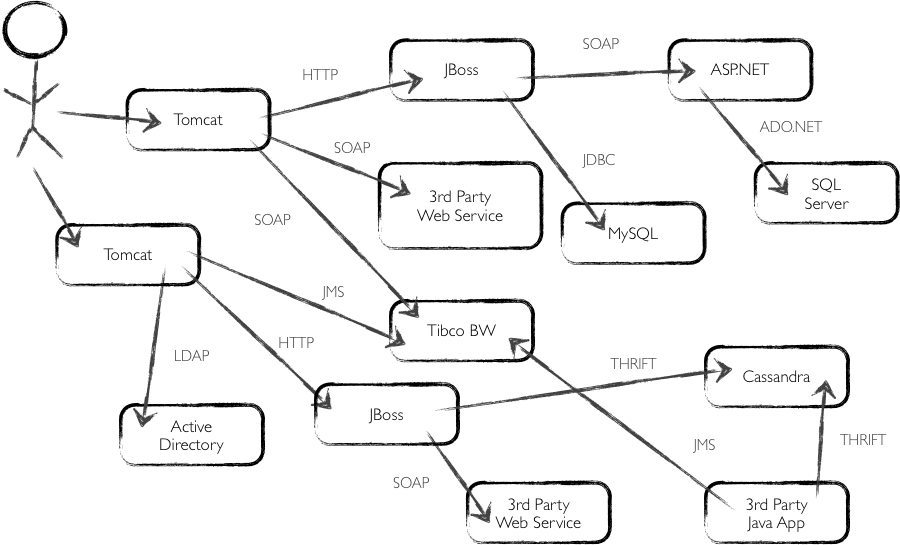 SOAP
JBoss
ASP.NET
HTTP
Tomcat
ADO.NET
SOAP
JDBC
3rd Party
Web Service
SQL
Server
SOAP
MySQL
Tomcat
JMS
Tibco BW
HTTP
LDAP
THRIFT
Cassandra
JBoss
Active
Directory
JMS
THRIFT
SOAP
3rd Party
Web Service
3rd Party
Java App